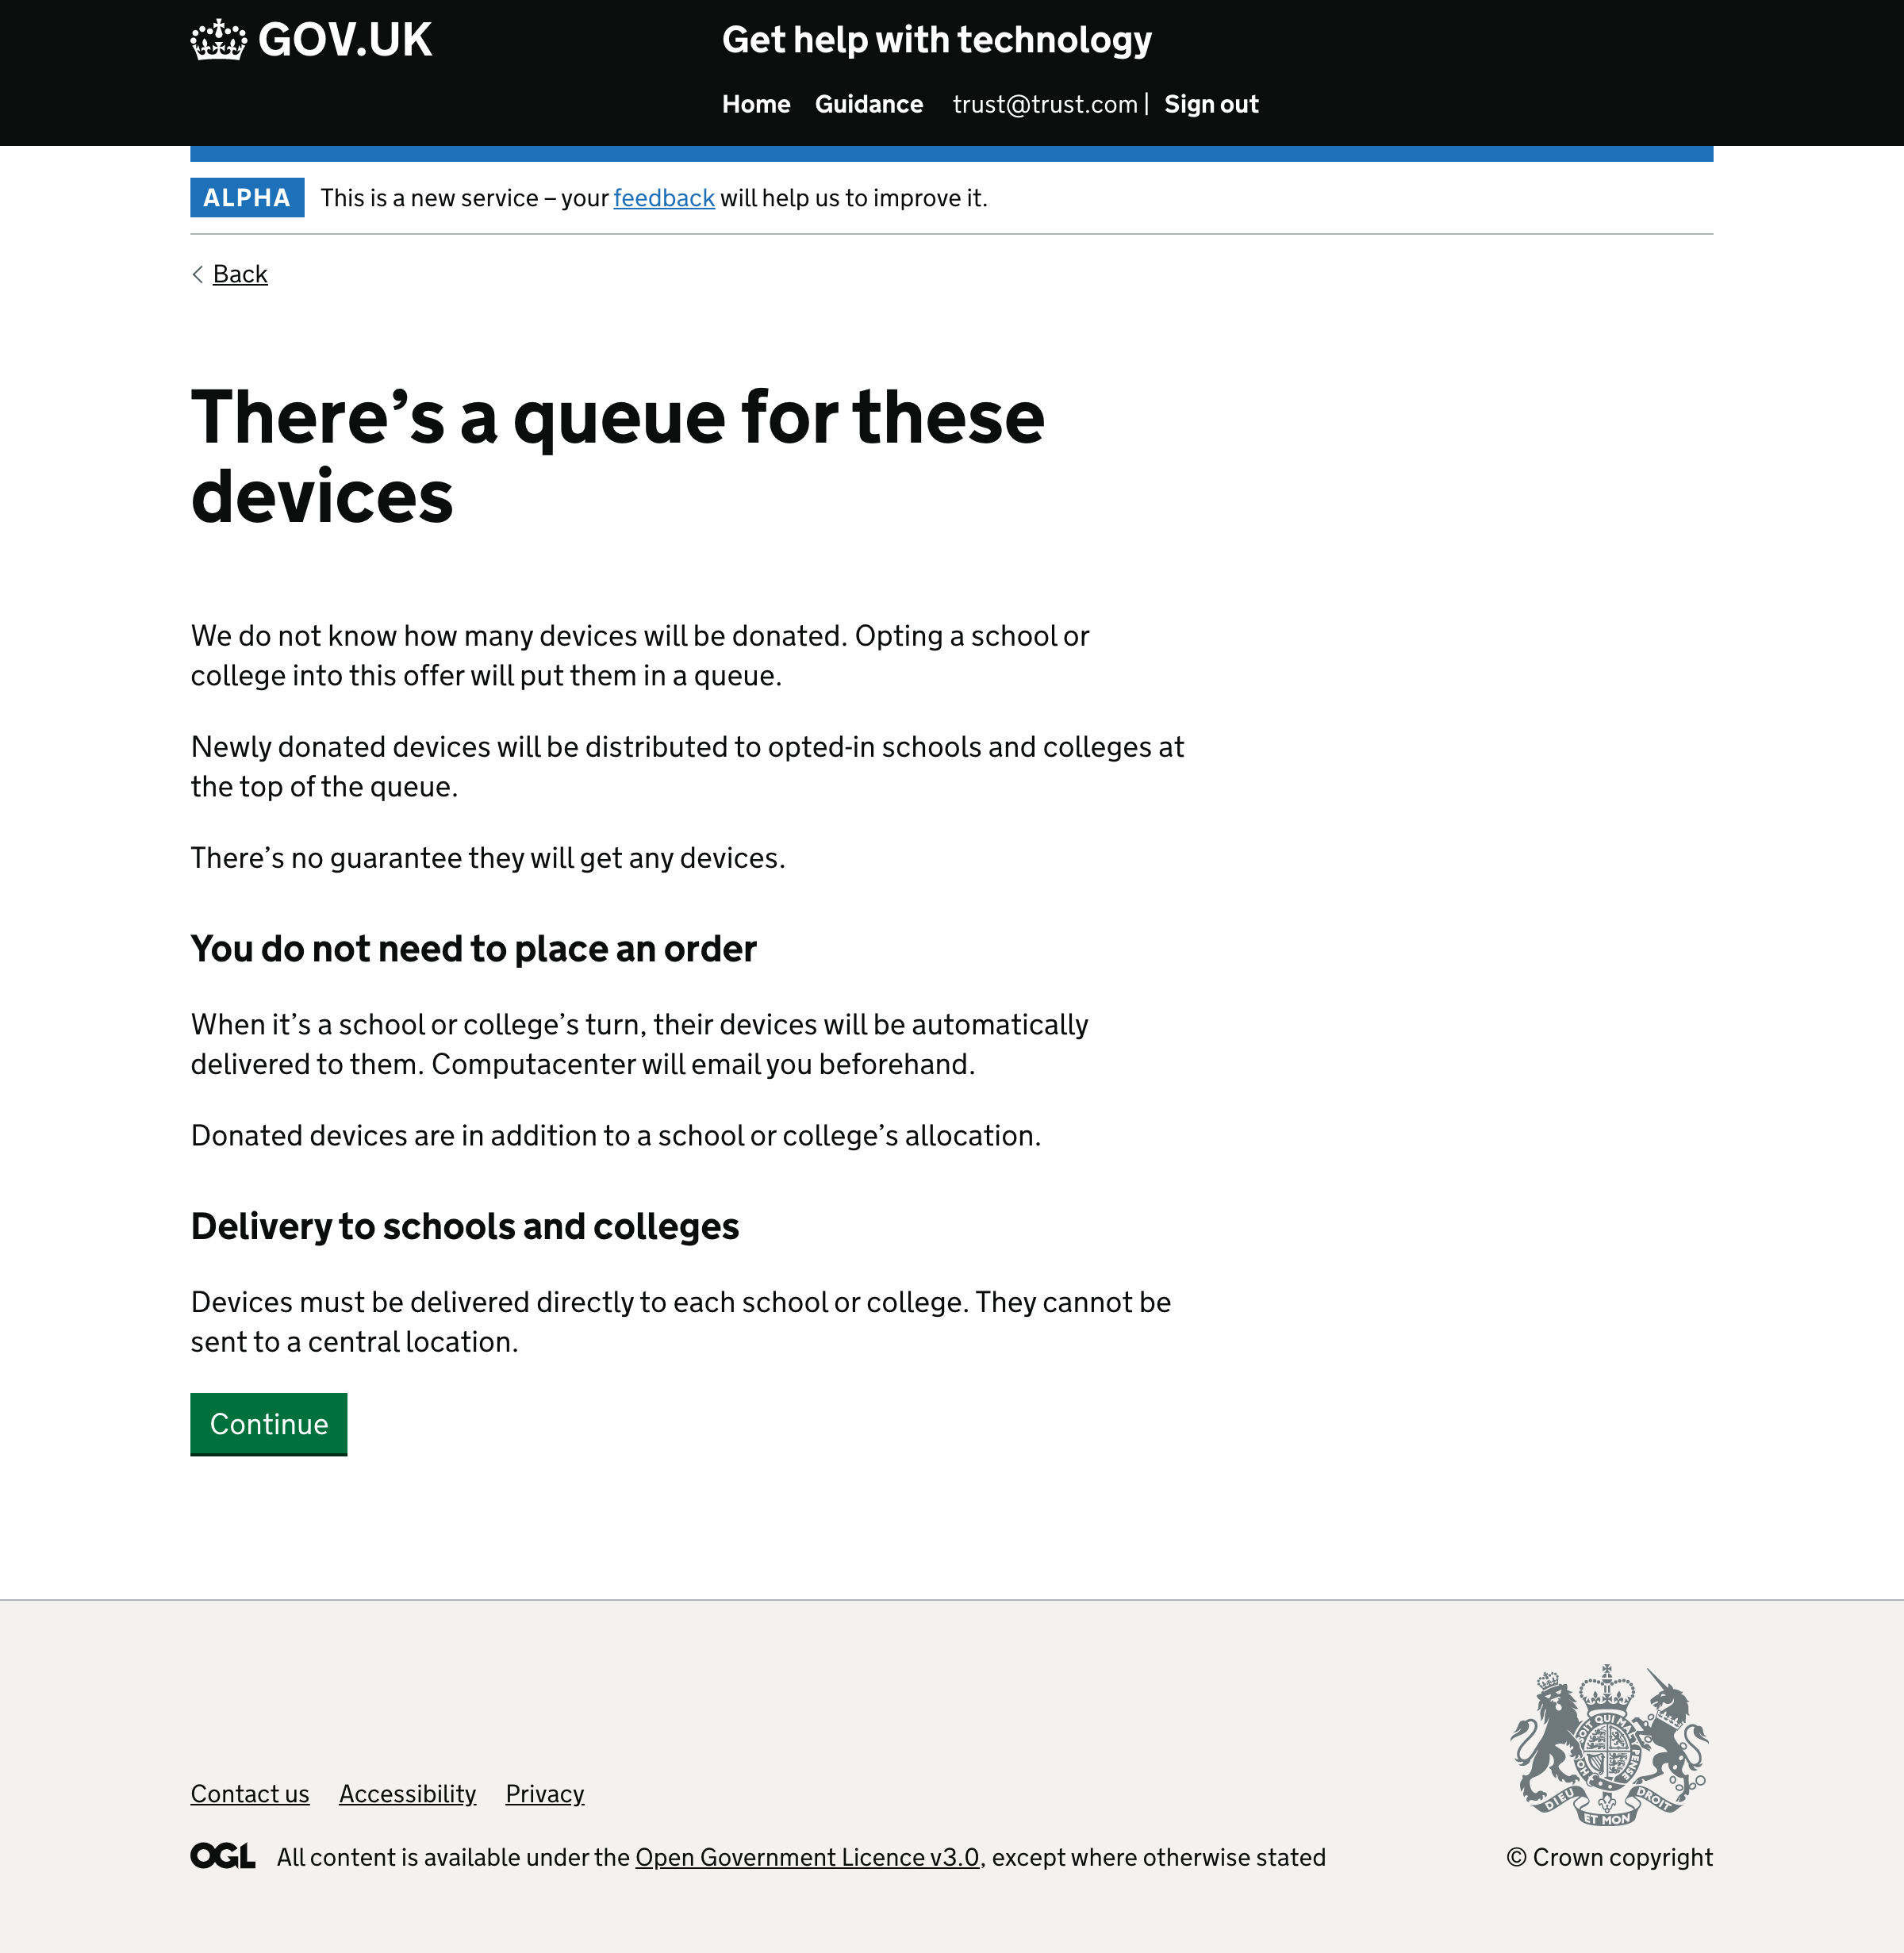 GOV.UK
Get help with technology
Home Guidance trust@trust.com | Sign out
ALPHA This is a new service – your feedback will help us to improve it.
Back
There’s a queue for these
devices
We do not know how many devices will be donated. Opting a school or
college into this offer will put them in a queue.
Newly donated devices will be distributed to opted-in schools and colleges at
the top of the queue.
There’s no guarantee they will get any devices.
You do not need to place an order
When it’s a school or college’s turn, their devices will be automatically
delivered to them. Computacenter will email you beforehand.
Donated devices are in addition to a school or college’s allocation.
Delivery to schools and colleges
Devices must be delivered directly to each school or college. They cannot be
sent to a central location.
Continue
SOIT QUI MAL Y PENSE
DIEU ET MON DROIT
Contact us Accessibility Privacy
OGL All content is available under the Open Government Licence v3.0, except where otherwise stated
© Crown copyright